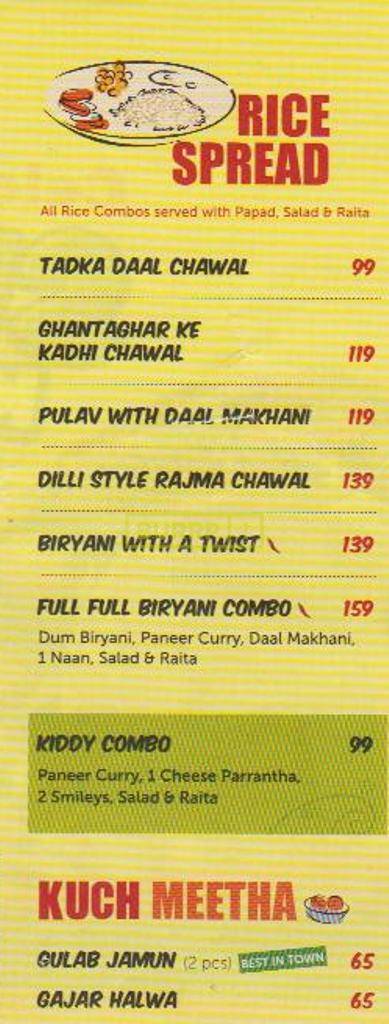 RICE
SPREAD
All Rice Combos served with Papad, Salad & Raita
TADKA DAAL CHAWAL 99
GHANTAGHAR KE
KADHI CHAWAL 119
PULAV WITH DAAL MAKHANI 119
DILLI STYLE RAJMA CHAWAL 139
BIRYANI WITH A TWIST 139
FULL FULL BIRYANI COMBO 159
Dum Biryani, Paneer Curry, Daal Makhani,
1 Naan, Salad & Raita
KIDDY COMBO 99
Paneer Curry, 1 Cheese Parrantha,
2 Smileys, Salad & Raita
KUCH MEETHA
GULAB JAMUN (2 pcs) BEST IN TOWN 65
GAJAR HALWA 65